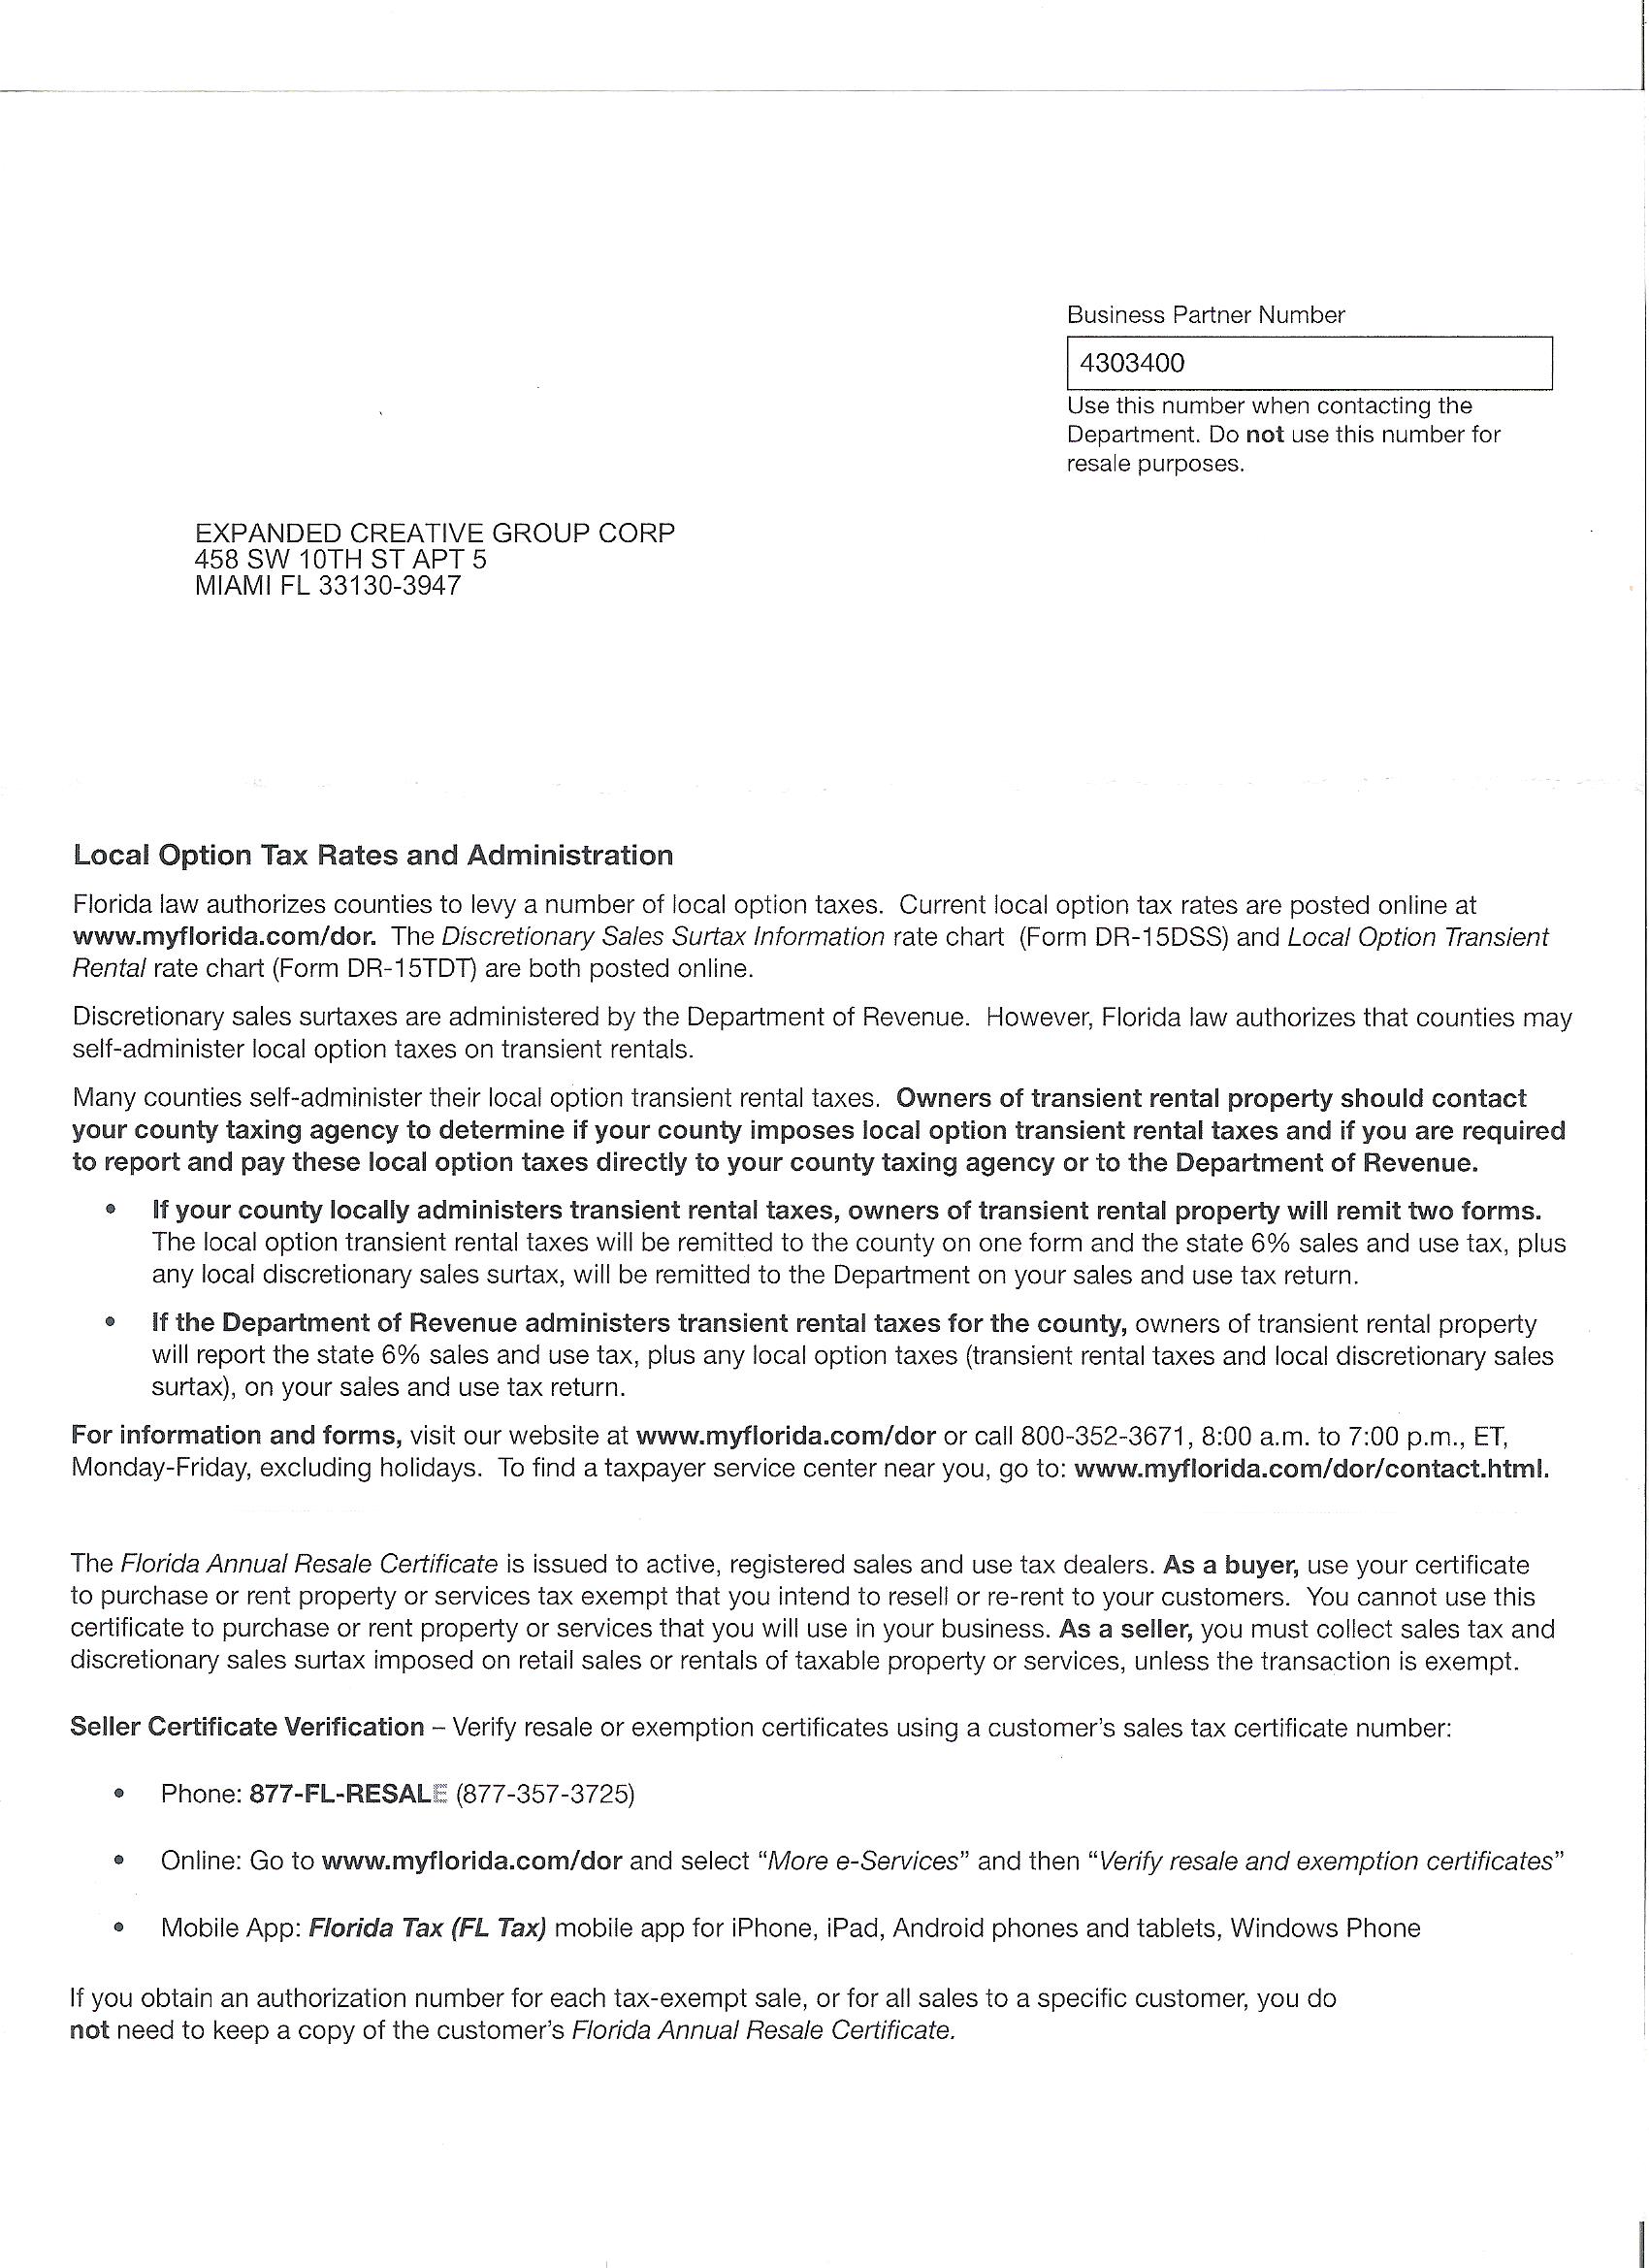 Business Partner Number
4303400
Use this number when contacting the
Department. Do not use this number for
resale purposes.
EXPANDED CREATIVE GROUP CORP
458 SW 10TH ST APT 5
MIAMI FL 33130-3947
Local Option Tax Rates and Administration
Florida law authorizes counties to levy a number of local option taxes. Current local option tax rates are posted online at
www.myflorida.com/dor. The Discretionary Sales Surtax Information rate chart (Form DR-15DSS) and Local Option Transient
Rental rate chart (Form DR-15TDT) are both posted online.
Discretionary sales surtaxes are administered by the Department of Revenue. However, Florida law authorizes that counties may
self-administer local option taxes on transient rentals.
Many counties self-administer their local option transient rental taxes. Owners of transient rental property should contact
your county taxing agency to determine if your county imposes local option transient rental taxes and if you are required
to report and pay these local option taxes directly to your county taxing agency or to the Department of Revenue.
• If your county locally administers transient rental taxes, owners of transient rental property will remit two forms.
The local option transient rental taxes will be remitted to the county on one form and the state 6% sales and use tax, plus
any local discretionary sales surtax, will be remitted to the Department on your sales and use tax return.
• If the Department of Revenue administers transient rental taxes for the county, owners of transient rental property
will report the state 6% sales and use tax, plus any local option taxes (transient rental taxes and local discretionary sales
surtax), on your sales and use tax return.
For information and forms, visit our website at www.myflorida.com/dor or call 800-352-3671, 8:00 a.m. to 7:00 p.m., ET,
Monday-Friday, excluding holidays. To find a taxpayer service center near you, go to: www.myflorida.com/dor/contact.html.
The Florida Annual Resale Certificate is issued to active, registered sales and use tax dealers. As a buyer, use your certificate
to purchase or rent property or services tax exempt that you intend to resell or re-rent to your customers. You cannot use this
certificate to purchase or rent property or services that you will use in your business. As a seller, you must collect sales tax and
discretionary sales surtax imposed on retail sales or rentals of taxable property or services, unless the transaction is exempt.
Seller Certificate Verification – Verify resale or exemption certificates using a customer's sales tax certificate number:
• Phone: 877-FL-RESALE (877-357-3725)
• Online: Go to www.myflorida.com/dor and select “More e-Services” and then “Verify resale and exemption certificates”
• Mobile App: Florida Tax (FL Tax) mobile app for iPhone, iPad, Android phones and tablets, Windows Phone
If you obtain an authorization number for each tax-exempt sale, or for all sales to a specific customer, you do
not need to keep a copy of the customer's Florida Annual Resale Certificate.